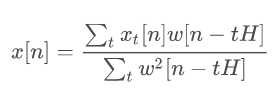 x[n] = \frac{\sum_t x_t[n]w[n - tH]}{\sum_t w^2[n - tH]}